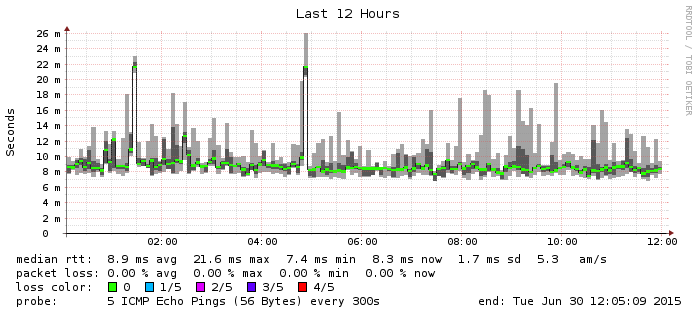 Last 12 Hours
RRDTOOL / TOBI OETIKER
Seconds
26 m
24 m
22 m
20 m
18 m
16 m
14 m
12 m
10 m
8 m
6 m
4 m
2 m
0
02:00 04:00 06:00 08:00 10:00 12:00
median rtt: 8.9 ms avg 21.6 ms max 7.4 ms min 8.3 ms now 1.7 ms sd 5.3 am/s
packet loss: 0.00 % avg 0.00 % max 0.00 % min 0.00 % now
loss color: 0 1/5 2/5 3/5 4/5
probe: 5 ICMP Echo Pings (56 Bytes) every 300s end: Tue Jun 30 12:05:09 2015